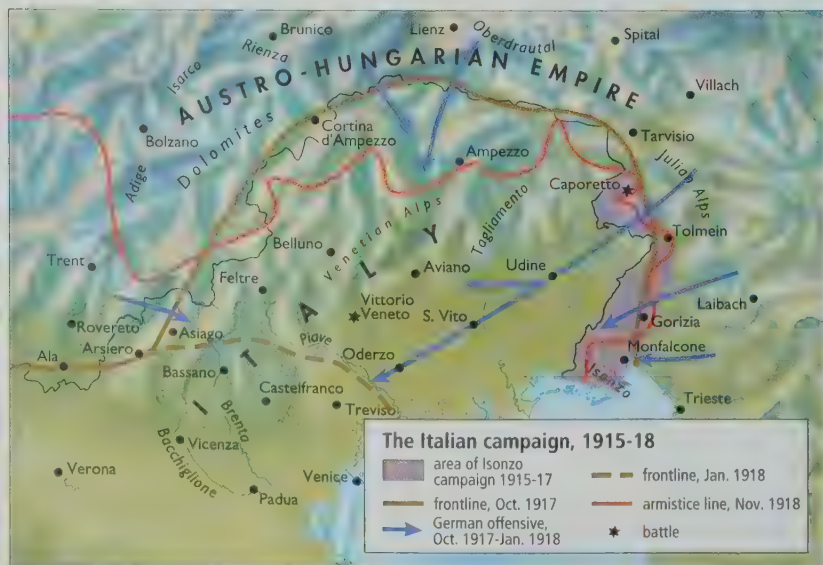 Brunico
Lienz
Oberdrautal
Spital
Rienza
Isarco
AUSTRO-HUNGARIAN EMPIRE
Villach
Bolzano
Cortina
d'Ampezzo
Tarvisio
Dolomites
Adige
Ampezzo
Julian Alps
Caporetto
Venetian Alps
Tagliamento
Tolmein
Trent
Belluno
ITALY
Aviano
Udine
Feltre
Laibach
Vittorio
Veneto
S. Vito
Gorizia
Rovereto
Asiago
Piave
Monfalcone
Ala
Arsiero
Oderzo
Isonzo
Bassano
Castelfranco
Treviso
Trieste
Brenta
Bacchiglione
Vicenza
Verona
Venice
Padua
The Italian campaign, 1915-18
area of Isonzo
campaign 1915-17
frontline, Oct. 1917
German offensive,
Oct. 1917-Jan. 1918
frontline, Jan. 1918
armistice line, Nov. 1918
battle